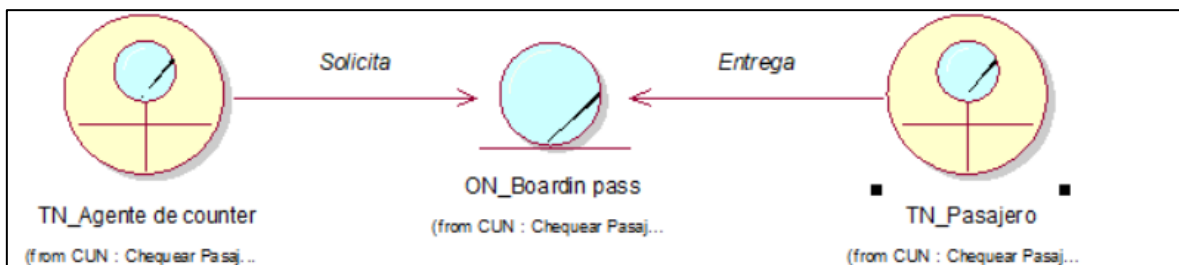 Solicita
Entrega
ON_Boardin pass
TN_Agente de counter
TN_Pasajero
(from CUN : Chequear Pasaj...
(from CUN : Chequear Pasaj...
(from CUN : Chequear Pasaj...